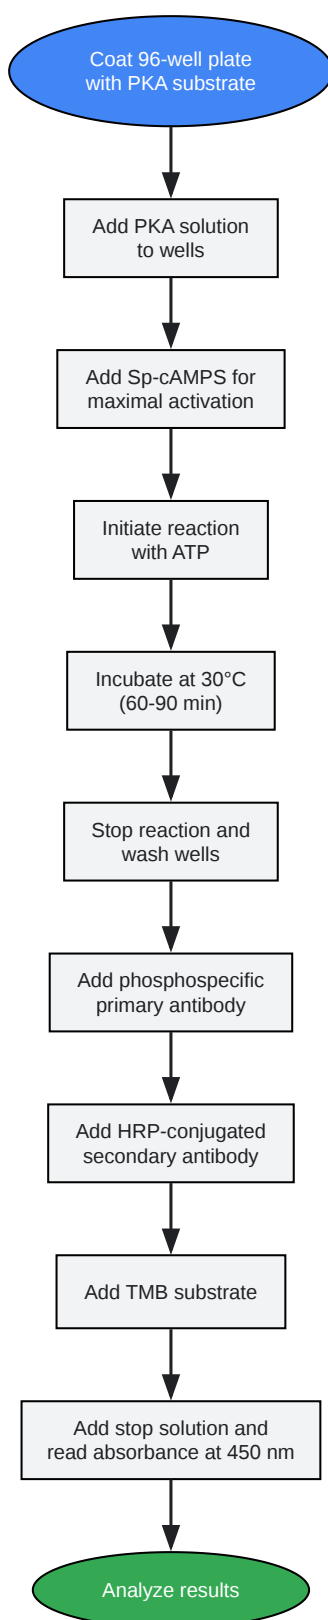 Coat 96-well plate
with PKA substrate
Add PKA solution
to wells
Add Sp-cAMPS for
maximal activation
Initiate reaction
with ATP
Incubate at 30°C
(60-90 min)
Stop reaction and
wash wells
Add phosphospecific
primary antibody
Add HRP-conjugated
secondary antibody
Add TMB substrate
Add stop solution and
read absorbance at 450 nm
Analyze results